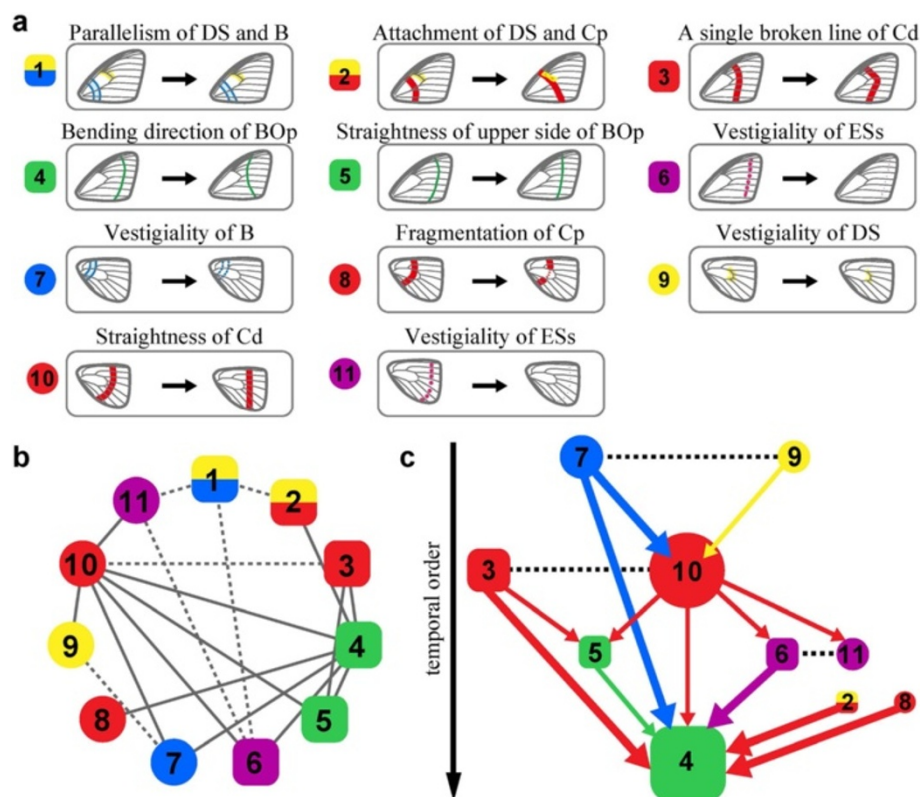 a
Parallelism of DS and B
Attachment of DS and Cp
A single broken line of Cd
1
2
3
Bending direction of BOp
Straightness of upper side of BOp
Vestigiality of ESs
4
5
6
Vestigiality of B
Fragmentation of Cp
Vestigiality of DS
7
8
9
Straightness of Cd
Vestigiality of ESs
10
11
b
1
2
3
4
5
6
7
8
9
10
11
c
temporal order
7
9
3
10
5
6
11
2
8
4